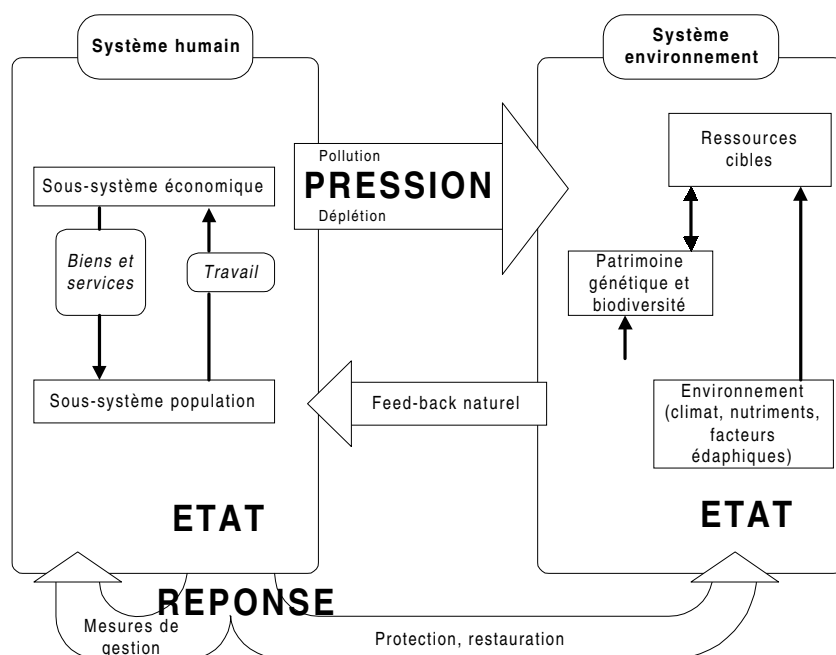 Système humain
Système
environnement
Pollution
PRESSION
Déplétion
Ressources
cibles
Sous-système économique
Biens et
services
Travail
Patrimoine
génétique et
biodiversité
Sous-système population
Feed-back naturel
Environnement
(climat, nutriments,
facteurs
édaphiques)
ETAT
ETAT
REPONSE
Mesures de
gestion
Protection, restauration